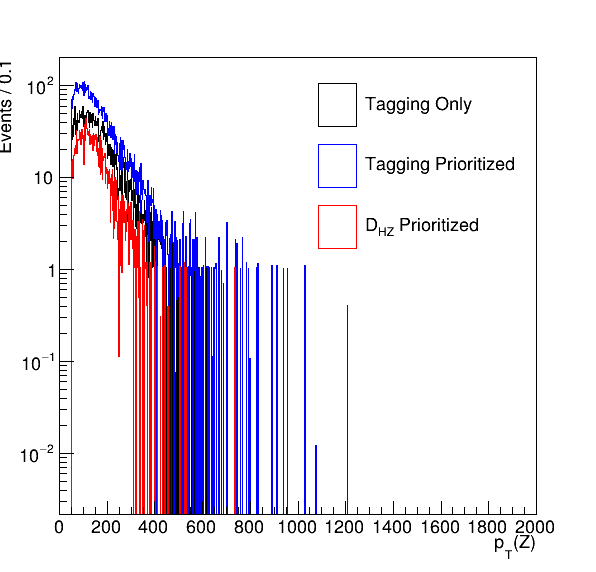 Events / 0.1
10²
10
1
10⁻¹
10⁻²
Tagging Only
Tagging Prioritized
D_HZ Prioritized
0 200 400 600 800 1000 1200 1400 1600 1800 2000
p_T(Z)